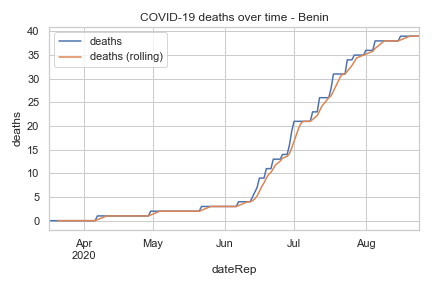 COVID-19 deaths over time - Benin
deaths
deaths (rolling)
40
35
30
25
20
15
10
5
0
deaths
Apr
2020
May
Jun
Jul
Aug
dateRep